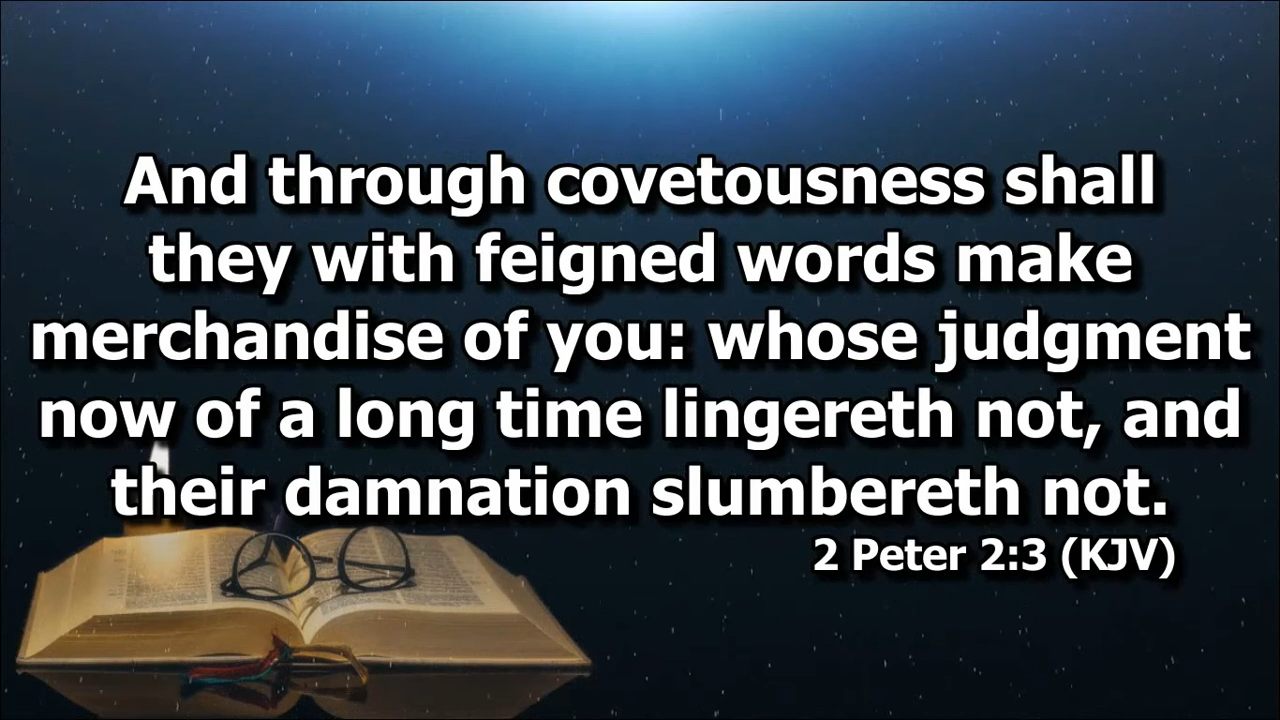 And through covetousness shall
they with feigned words make
merchandise of you: whose judgment
now of a long time lingereth not, and
their damnation slumbereth not.
2 Peter 2:3 (KJV)